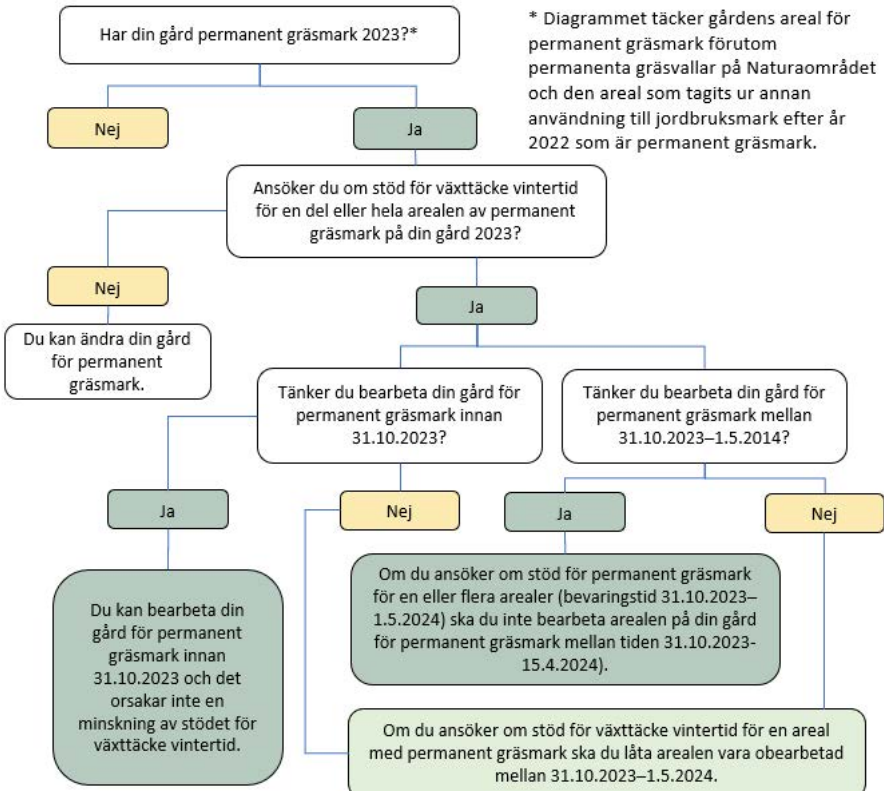 Har din gård permanent gräsmark 2023?*
* Diagrammet täcker gårdens areal för
permanent gräsmark förutom
permanenta gräsvallar på Naturaområdet
och den areal som tagits ur annan
användning till jordbruksmark efter år
2022 som är permanent gräsmark.
Nej
Ja
Ansöker du om stöd för växttäcke vintertid
för en del eller hela arealen av permanent
gräsmark på din gård 2023?
Nej
Ja
Du kan ändra din gård
för permanent
gräsmark.
Tänker du bearbeta din gård för
permanent gräsmark innan
31.10.2023?
Tänker du bearbeta din gård för
permanent gräsmark mellan
31.10.2023–1.5.2014?
Ja
Nej
Ja
Nej
Du kan bearbeta din
gård för permanent
gräsmark innan
31.10.2023 och det
orsakar inte en
minskning av stödet för
växttäcke vintertid.
Om du ansöker om stöd för permanent gräsmark
för en eller flera arealer (bevaringstid 31.10.2023–
1.5.2024) ska du inte bearbeta arealen på din gård
för permanent gräsmark mellan tiden 31.10.2023-
15.4.2024).
Om du ansöker om stöd för växttäcke vintertid för en areal
med permanent gräsmark ska du låta arealen vara obearbetad
mellan 31.10.2023–1.5.2024.